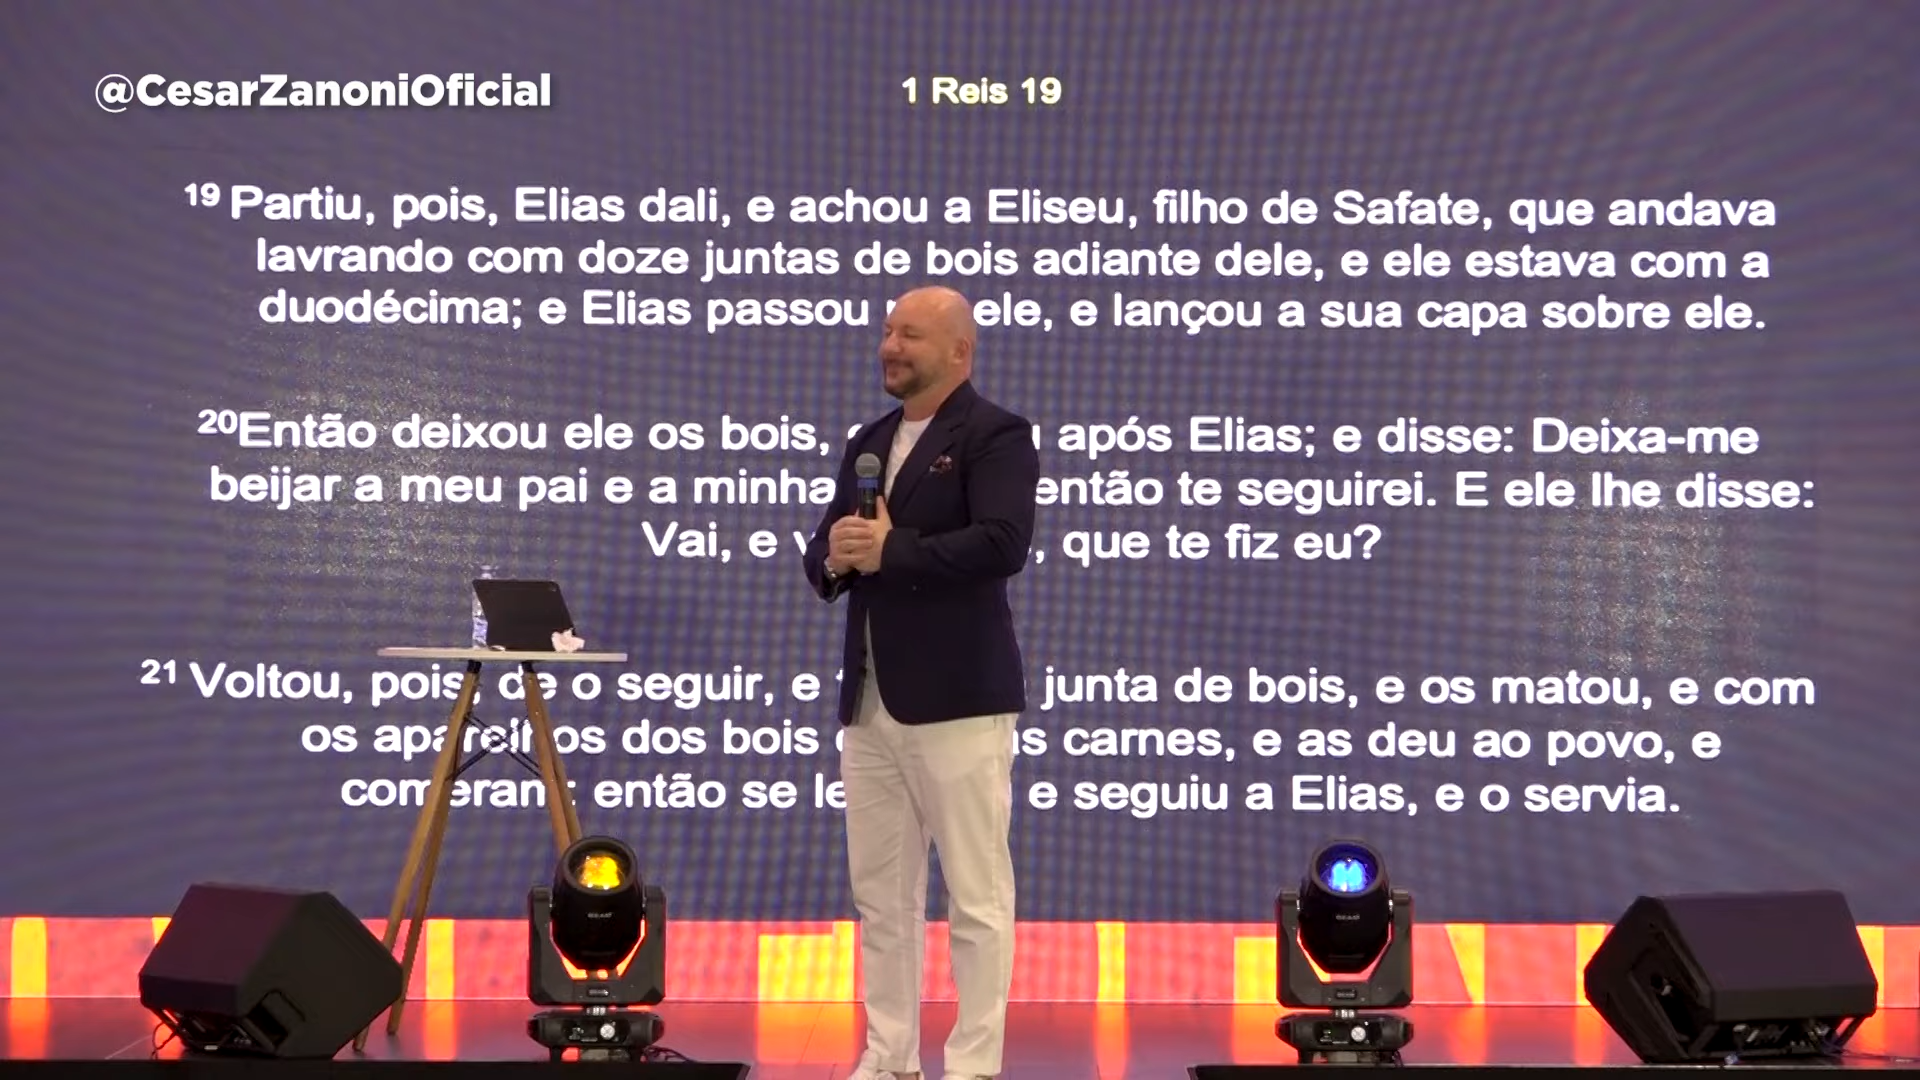 @CesarZanoniOficial
1 Reis 19
19 Partiu, pois, Elias dali, e achou a Eliseu, filho de Safate, que andava
lavrando com doze juntas de bois adiante dele, e ele estava com a
duodécima; e Elias passou ele, e lançou a sua capa sobre ele.
20Então deixou ele os bois, após Elias; e disse: Deixa-me
beijar a meu pai e a minha então te seguirei. E ele lhe disse:
Vai, e que te fiz eu?
21 Voltou, pois, de o seguir, e junta de bois, e os matou, e com
os aparelhos dos bois carnes, e as deu ao povo, e
comeram; então se e seguiu a Elias, e o servia.